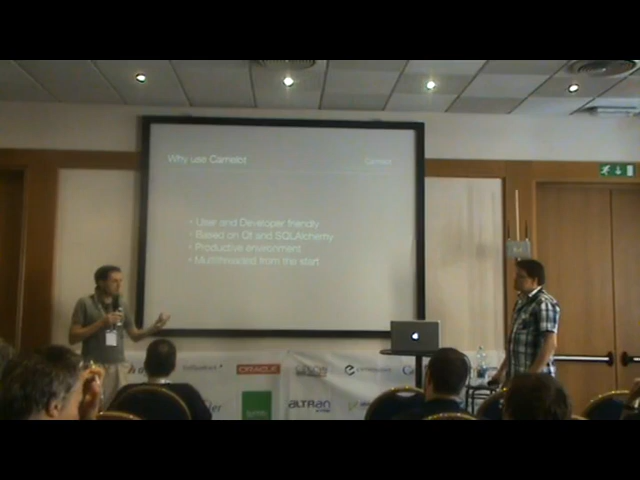 Why use Camelot
Camelot
• User and Developer friendly
• Based on Qt and SQLAlchemy
• Productive environment
• Multithreaded from the start
ORACLE
ALTRAN